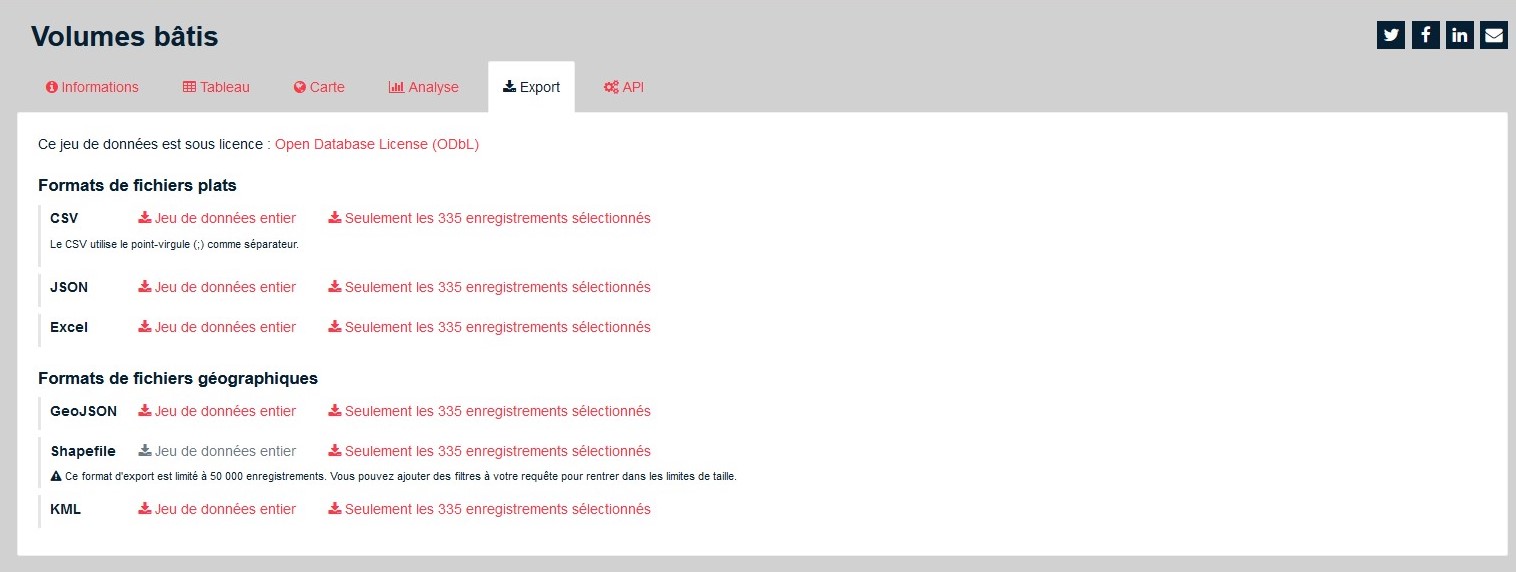 Volumes bâtis
Informations Tableau Carte Analyse Export API
Ce jeu de données est sous licence : Open Database License (ODbL)
Formats de fichiers plats
CSV Jeu de données entier Seulement les 335 enregistrements sélectionnés
Le CSV utilise le point-virgule (;) comme séparateur.
JSON Jeu de données entier Seulement les 335 enregistrements sélectionnés
Excel Jeu de données entier Seulement les 335 enregistrements sélectionnés
Formats de fichiers géographiques
GeoJSON Jeu de données entier Seulement les 335 enregistrements sélectionnés
Shapefile Jeu de données entier Seulement les 335 enregistrements sélectionnés
Ce format d'export est limité à 50 000 enregistrements. Vous pouvez ajouter des filtres à votre requête pour rentrer dans les limites de taille.
KML Jeu de données entier Seulement les 335 enregistrements sélectionnés